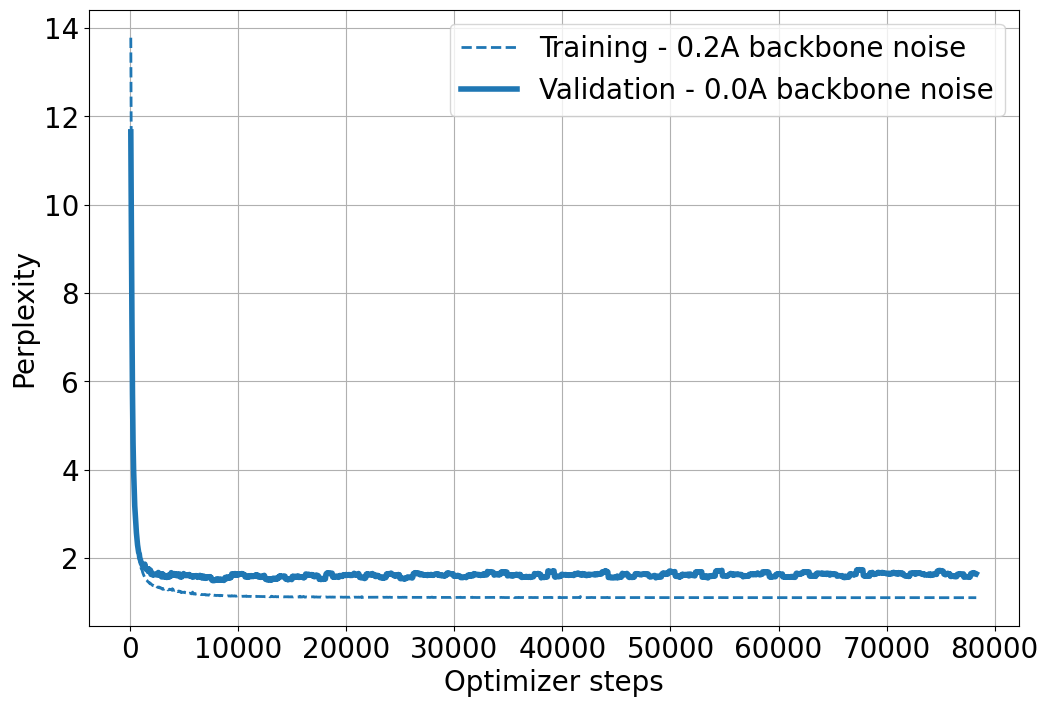 14
12
10
8
6
4
2
Perplexity
Training - 0.2A backbone noise
Validation - 0.0A backbone noise
0 10000 20000 30000 40000 50000 60000 70000 80000
Optimizer steps